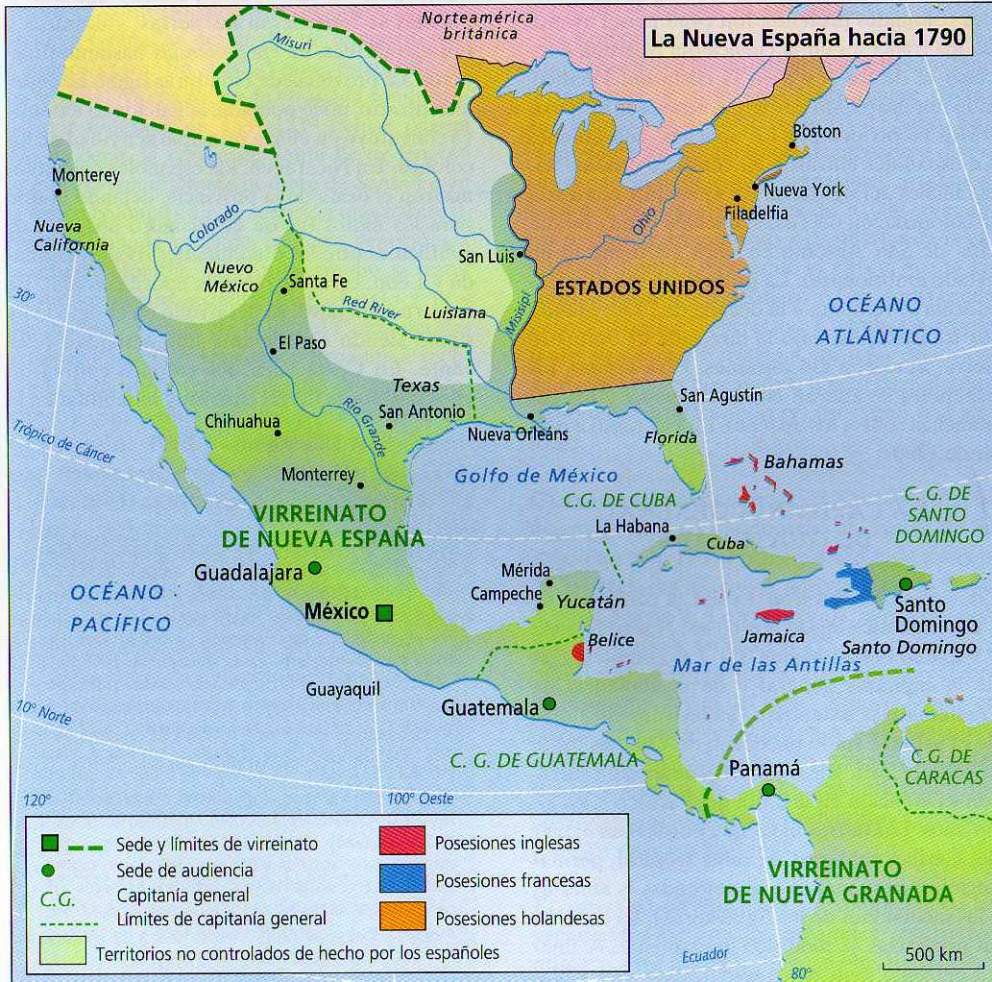 La Nueva España hacia 1790
Norteamérica
británica
Misuri
Boston
Monterey
Nueva York
Filadelfia
Nueva
California
Colorado
Ohio
Nuevo
México
San Luis
Santa Fe
ESTADOS UNIDOS
30°
Red River
Luisiana
Misisipí
OCÉANO
ATLÁNTICO
El Paso
Texas
San Agustín
Chihuahua
Río Grande
San Antonio
Nueva Orleáns
Florida
Trópico de Cáncer
Monterrey
Golfo de México
Bahamas
C.G. DE CUBA
C. G. DE
SANTO
DOMINGO
VIRREINATO
DE NUEVA ESPAÑA
La Habana
Cuba
Guadalajara
Mérida
Campeche
Yucatán
OCÉANO
PACÍFICO
México
Santo
Domingo
Belice
Jamaica
Santo Domingo
Mar de las Antillas
Guayaquil
Guatemala
10° Norte
C. G. DE GUATEMALA
Panamá
C.G. DE
CARACAS
120°
100° Oeste
Sede y límites de virreinato
Sede de audiencia
C.G. Capitanía general
Límites de capitanía general
Territorios no controlados de hecho por los españoles
Posesiones inglesas
Posesiones francesas
Posesiones holandesas
VIRREINATO
DE NUEVA GRANADA
Ecuador
80°
500 km